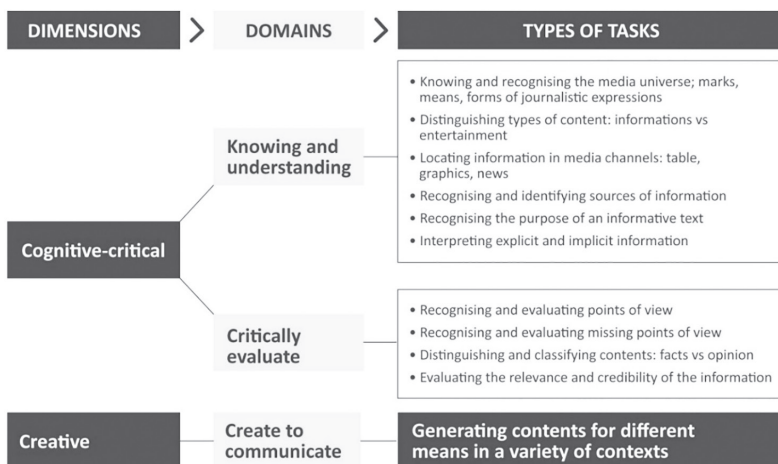 DIMENSIONS
DOMAINS
TYPES OF TASKS
Knowing and
understanding
• Knowing and recognising the media universe; marks,
means, forms of journalistic expressions
• Distinguishing types of content: informations vs
entertainment
• Locating information in media channels: table,
graphics, news
• Recognising and identifying sources of information
• Recognising the purpose of an informative text
• Interpreting explicit and implicit information
Cognitive-critical
Critically
evaluate
• Recognising and evaluating points of view
• Recognising and evaluating missing points of view
• Distinguishing and classifying contents: facts vs opinion
• Evaluating the relevance and credibility of the information
Creative
Create to
communicate
Generating contents for different
means in a variety of contexts